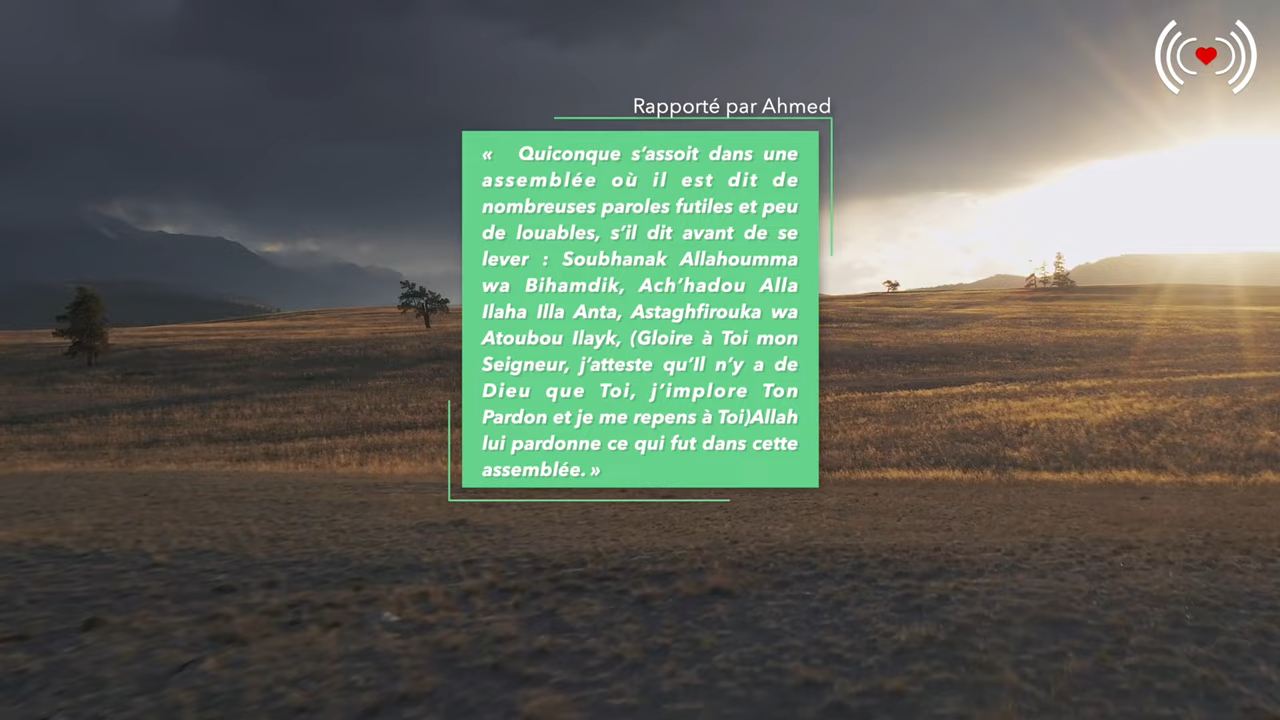 Rapporté par Ahmed
« Quiconque s’assoit dans une
assemblée où il est dit de
nombreuses paroles futiles et peu
de louables, s’il dit avant de se
lever : Soubhanak Allahoumma
wa Bihamdik, Ach’hadou Alla
Ilaha Illa Anta, Astaghfirouka wa
Atoubou Ilayk, (Gloire à Toi mon
Seigneur, j’atteste qu’Il n’y a de
Dieu que Toi, j’implore Ton
Pardon et je me repens à Toi)Allah
lui pardonne ce qui fut dans cette
assemblée. »